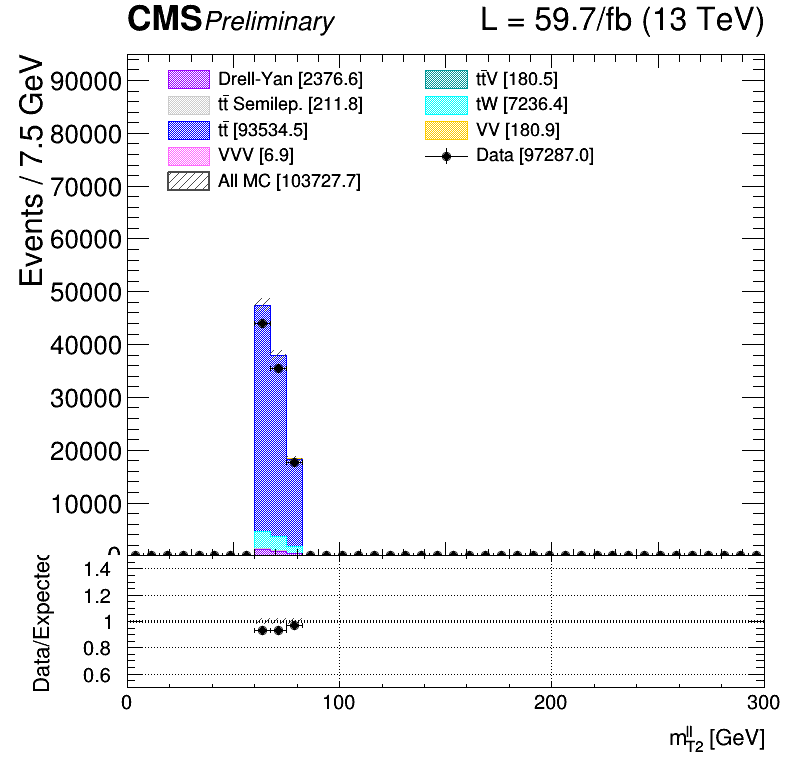 CMS Preliminary L = 59.7/fb (13 TeV)
Events / 7.5 GeV
90000
80000
70000
60000
50000
40000
30000
20000
10000
0
Drell-Yan [2376.6]
tt̄ Semilep. [211.8]
tt̄ [93534.5]
VVV [6.9]
All MC [103727.7]
tt̄V [180.5]
tW [7236.4]
VV [180.9]
Data [97287.0]
Data/Expected
1.4
1.2
1
0.8
0.6
0 100 200 300
m^{ll}_{T2} [GeV]